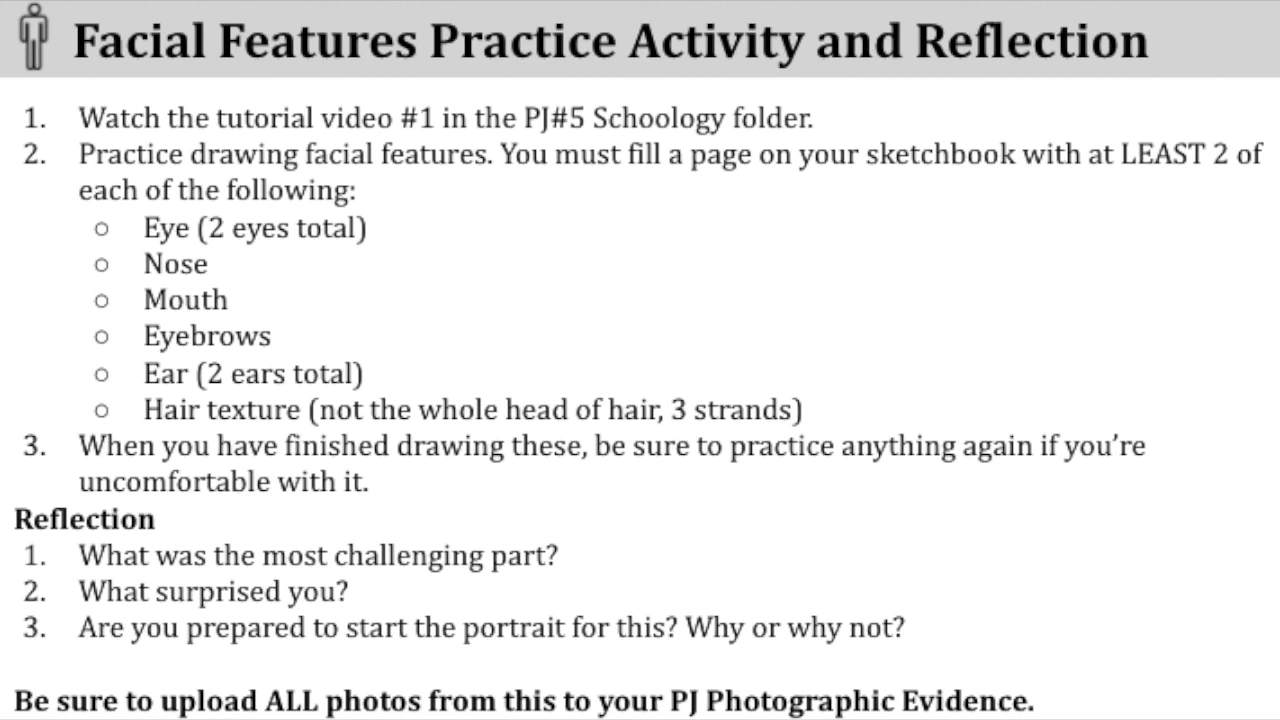 Facial Features Practice Activity and Reflection
1. Watch the tutorial video #1 in the PJ#5 Schoology folder.
2. Practice drawing facial features. You must fill a page on your sketchbook with at LEAST 2 of
each of the following:
○ Eye (2 eyes total)
○ Nose
○ Mouth
○ Eyebrows
○ Ear (2 ears total)
○ Hair texture (not the whole head of hair, 3 strands)
3. When you have finished drawing these, be sure to practice anything again if you’re
uncomfortable with it.
Reflection
1. What was the most challenging part?
2. What surprised you?
3. Are you prepared to start the portrait for this? Why or why not?
Be sure to upload ALL photos from this to your PJ Photographic Evidence.